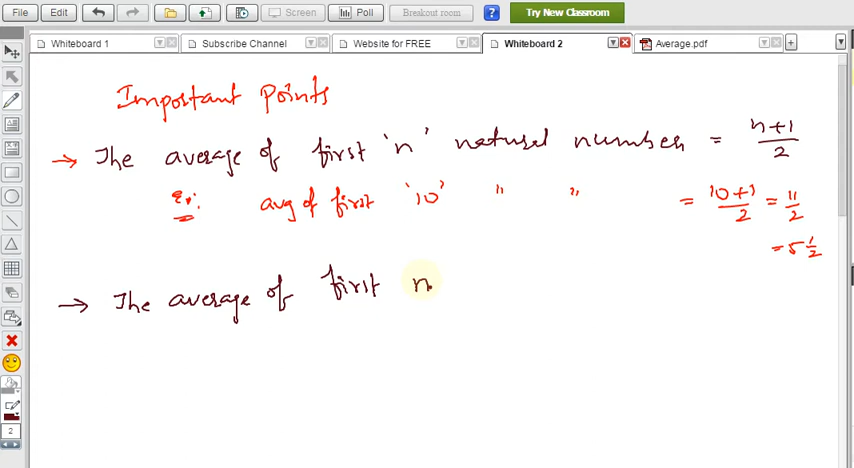 File Edit Screen Poll Breakout room ? Try New Classroom
Whiteboard 1 Subscribe Channel Website for FREE Whiteboard 2 Average.pdf
Important Points
→ The average of first 'n' natural number = n+1/2
Ex: avg of first '10' " " = 10+1/2 = 11/2
= 5 1/2
→ The average of first n
2